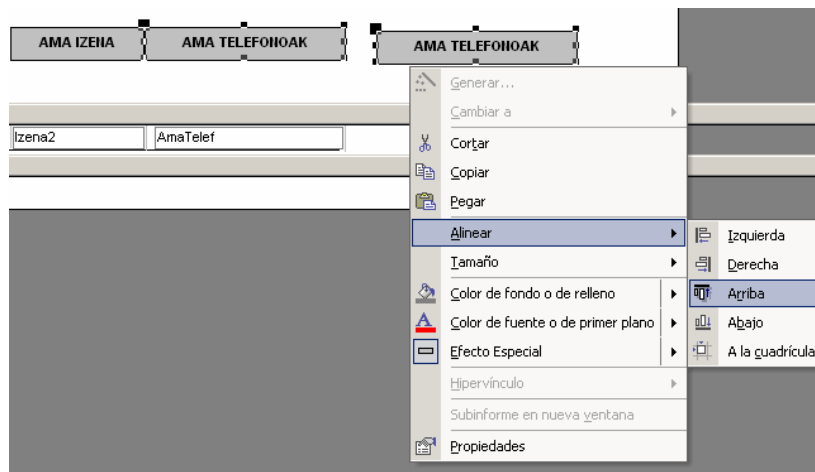 AMA IZENA AMA TELEFONOAK AMA TELEFONOAK
Generar...
Cambiar a
Izena2 AmaTelef
Cortar
Copiar
Pegar
Alinear
Izquierda
Tamaño
Derecha
Color de fondo o de relleno
Arriba
Color de fuente o de primer plano
Abajo
Efecto Especial
A la cuadrícula
Hipervínculo
Subinforme en nueva ventana
Propiedades